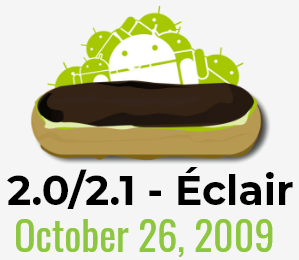 2.0/2.1 - Éclair
October 26, 2009